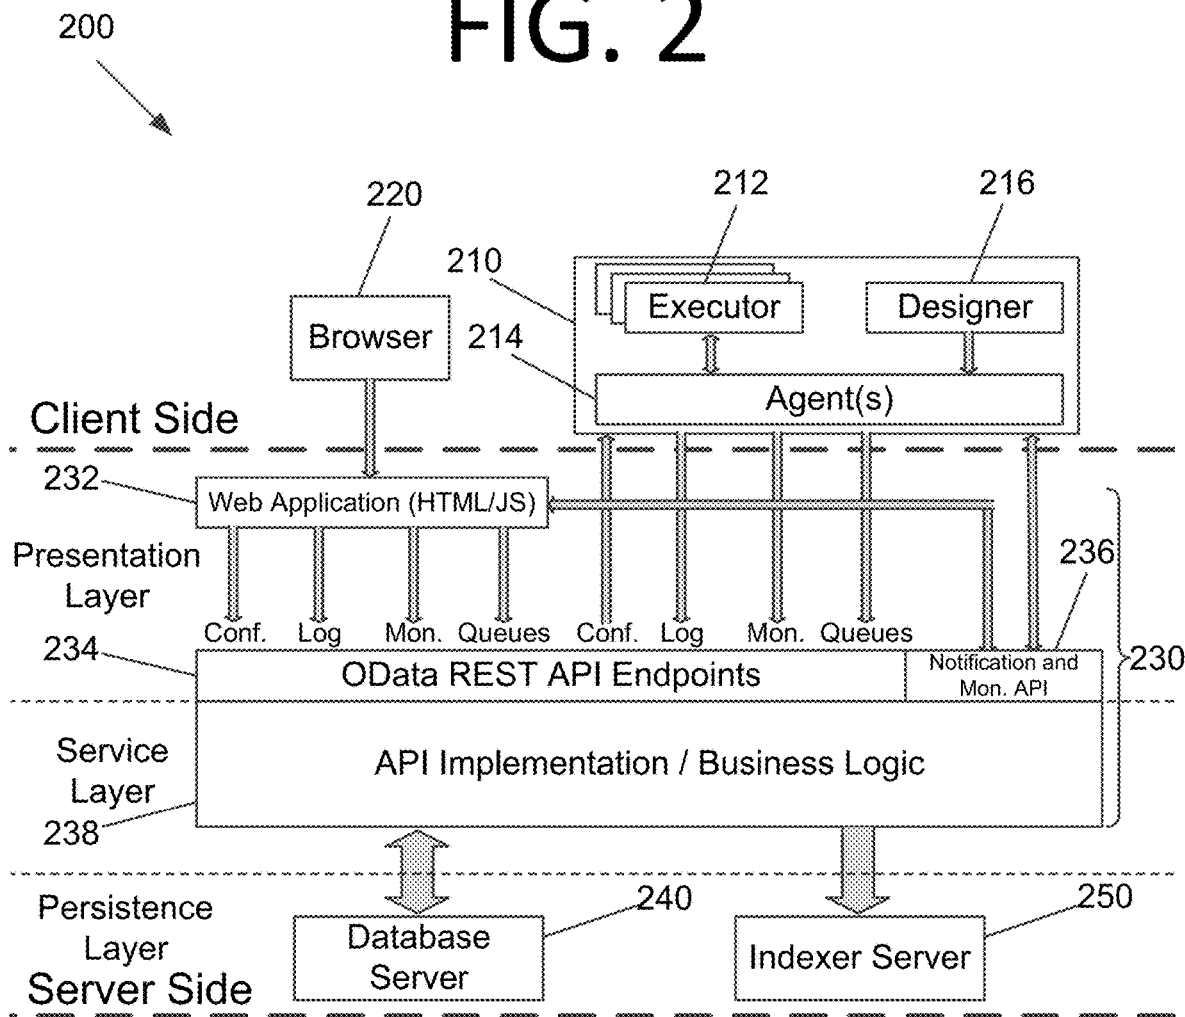 FIG. 2
200
220
212
216
210
Executor
Designer
Browser
214
Agent(s)
Client Side
232
Web Application (HTML/JS)
Presentation
Layer
236
Conf. Log Mon. Queues Conf. Log Mon. Queues
234
OData REST API Endpoints
Notification and
Mon. API
230
Service
Layer
API Implementation / Business Logic
238
Persistence
Layer
240
250
Database
Server
Indexer Server
Server Side